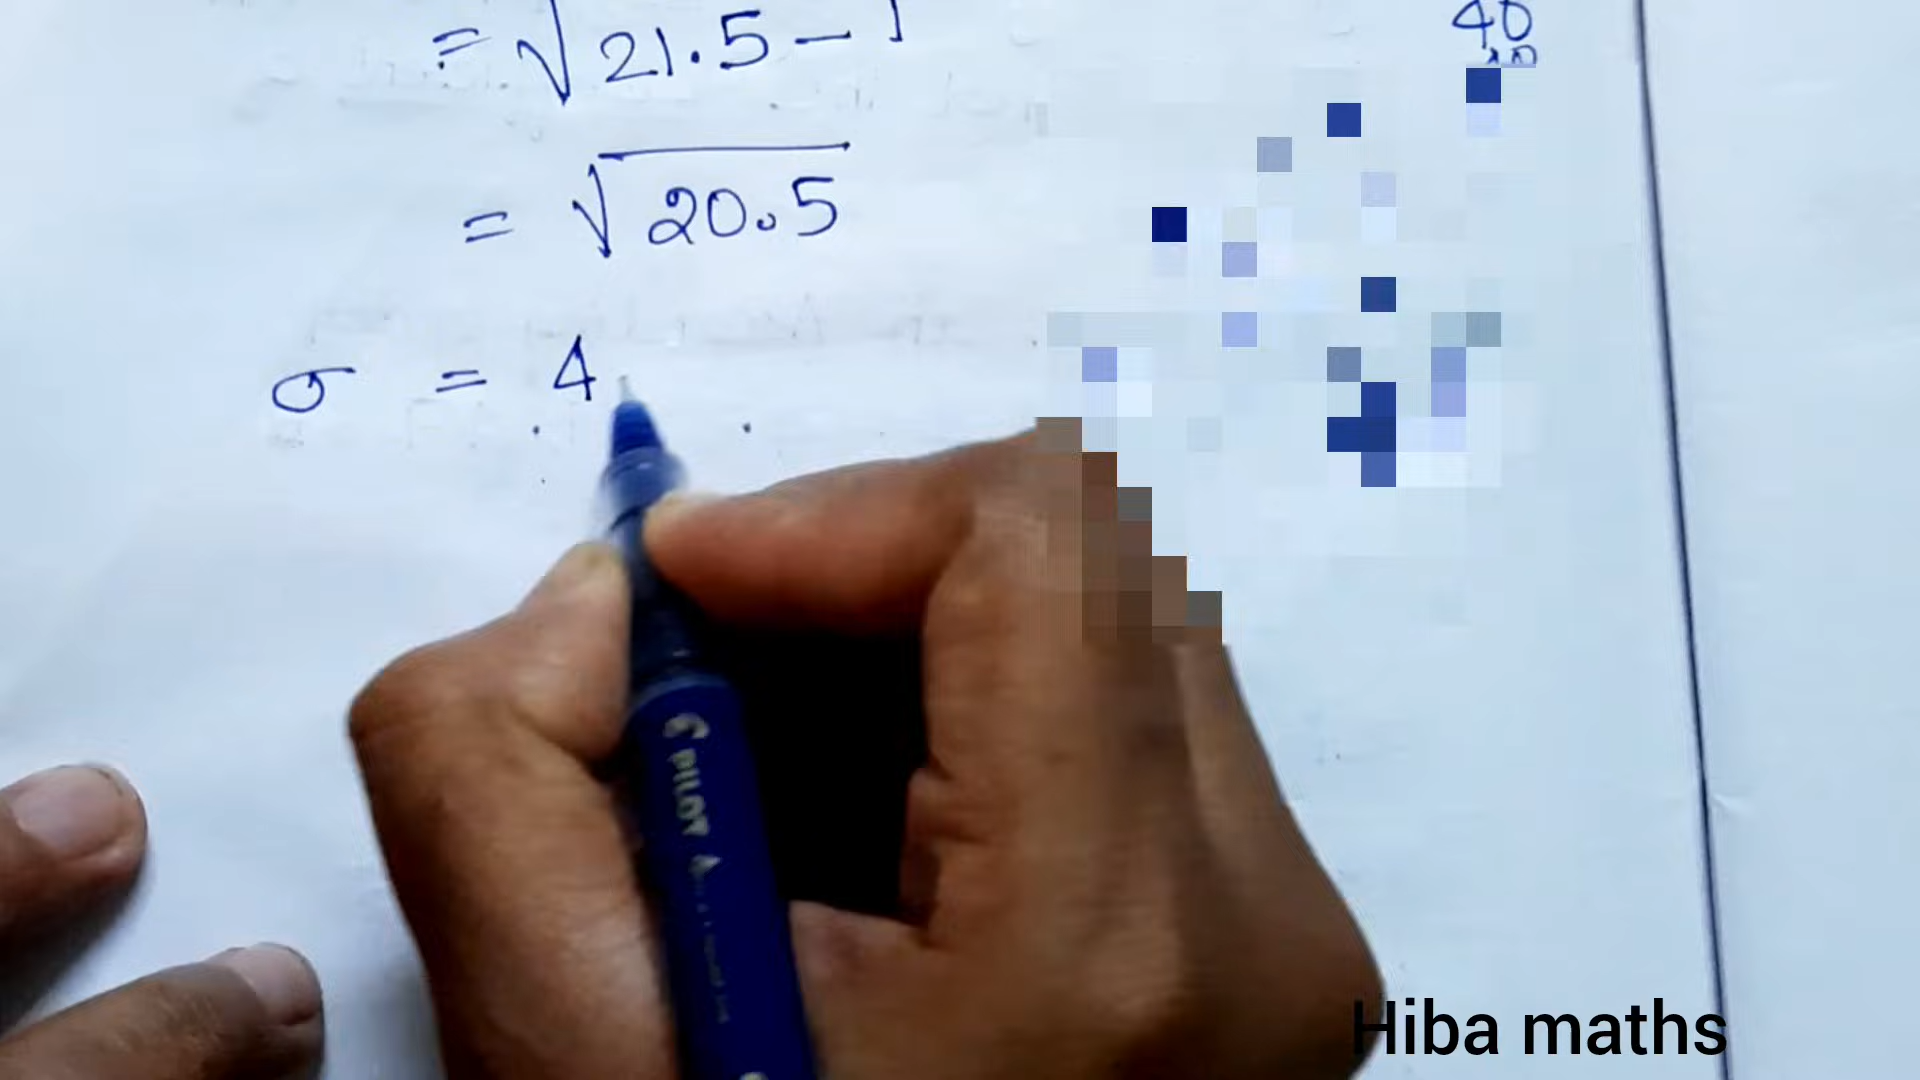 = √21.5 - 1
40
= √20.5
σ = 4
PILOT
Hiba maths